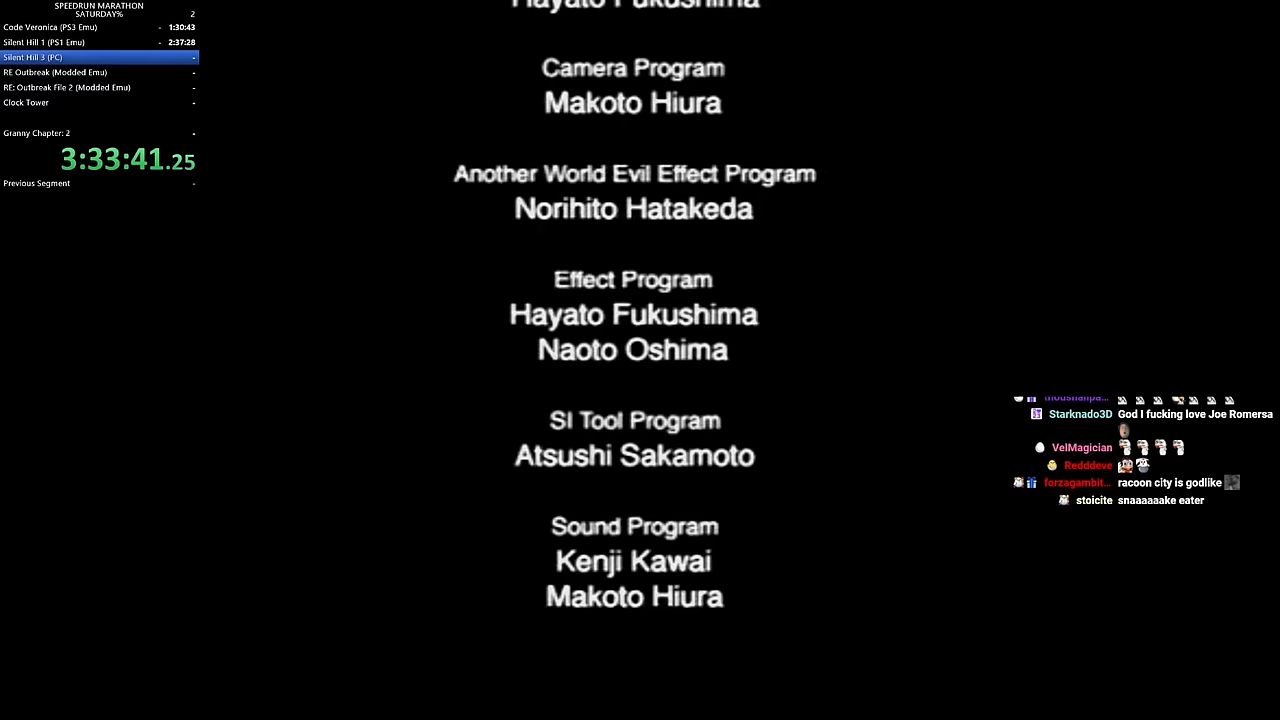 SPEEDRUN MARATHON
SATURDAY% 2
Code Veronica (PS3 Emu) - 1:30:43
Silent Hill 1 (PS1 Emu) - 2:37:28
Silent Hill 3 (PC) -
RE Outbreak (Modded Emu) -
RE: Outbreak File 2 (Modded Emu) -
Clock Tower -
Granny Chapter: 2 -
3:33:41.25
Previous Segment -
Hayato Fukushima
Camera Program
Makoto Hiura
Another World Evil Effect Program
Norihito Hatakeda
Effect Program
Hayato Fukushima
Naoto Oshima
SI Tool Program
Atsushi Sakamoto
Sound Program
Kenji Kawai
Makoto Hiura
Starknado3D God I fucking love Joe Romersa
VelMagician
Redddeve
forzagambit... racoon city is godlike
stoicite snaaaaaake eater